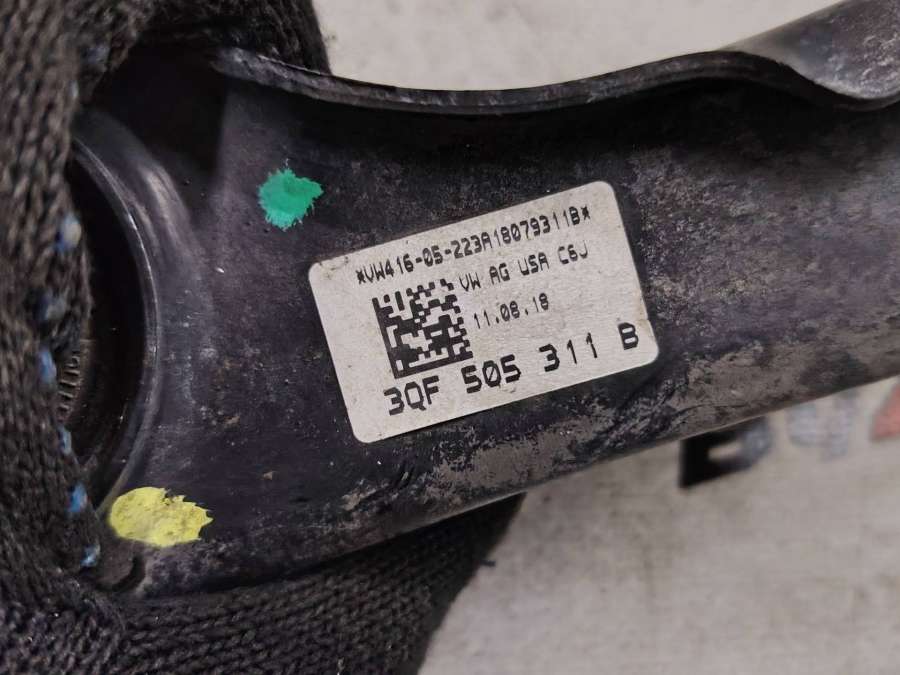 *VW416-05-223A18079311B*
VW AG USA C6J
11.08.18
3QF 505 311 B